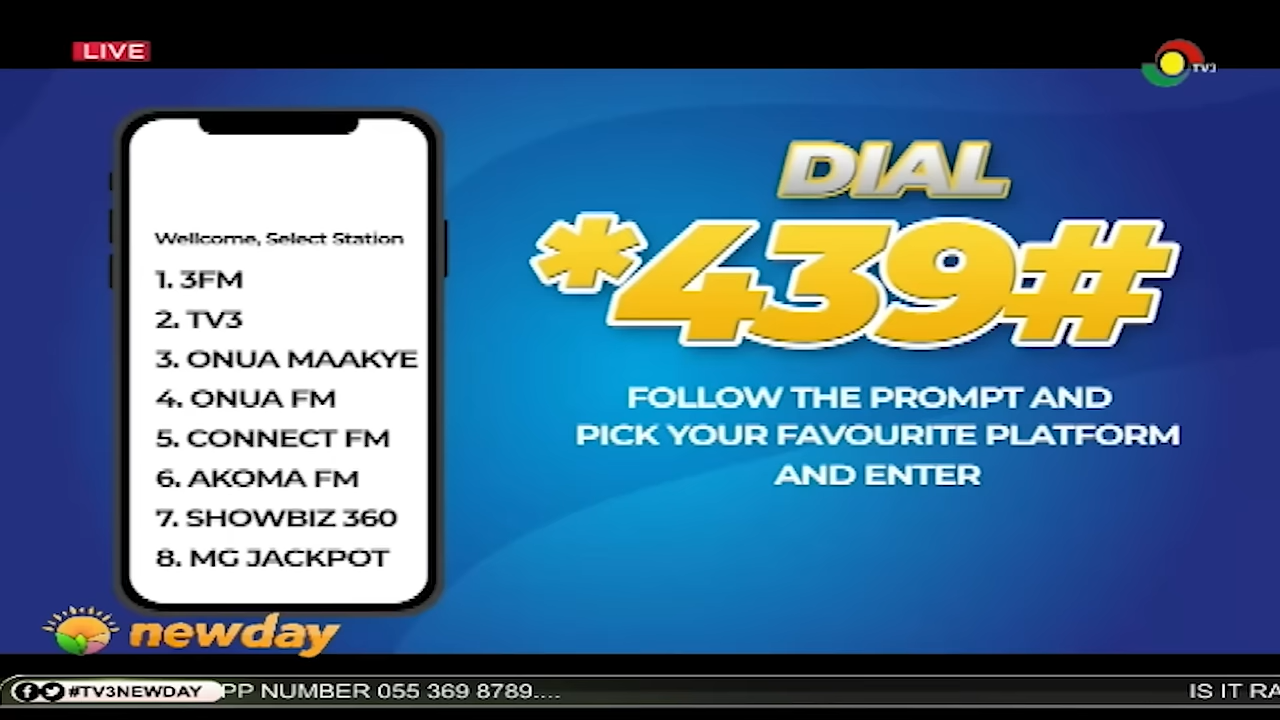 LIVE
TV3
DIAL
*439#
FOLLOW THE PROMPT AND
PICK YOUR FAVOURITE PLATFORM
AND ENTER
Wellcome, Select Station
1. 3FM
2. TV3
3. ONUA MAAKYE
4. ONUA FM
5. CONNECT FM
6. AKOMA FM
7. SHOWBIZ 360
8. MG JACKPOT
newday
#TV3NEWDAY PP NUMBER 055 369 8789.... IS IT RA